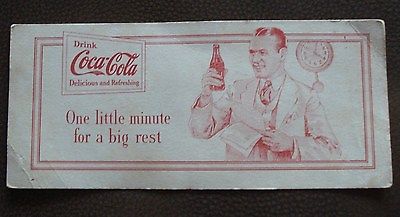 Drink
Coca-Cola
Delicious and Refreshing
One little minute
for a big rest